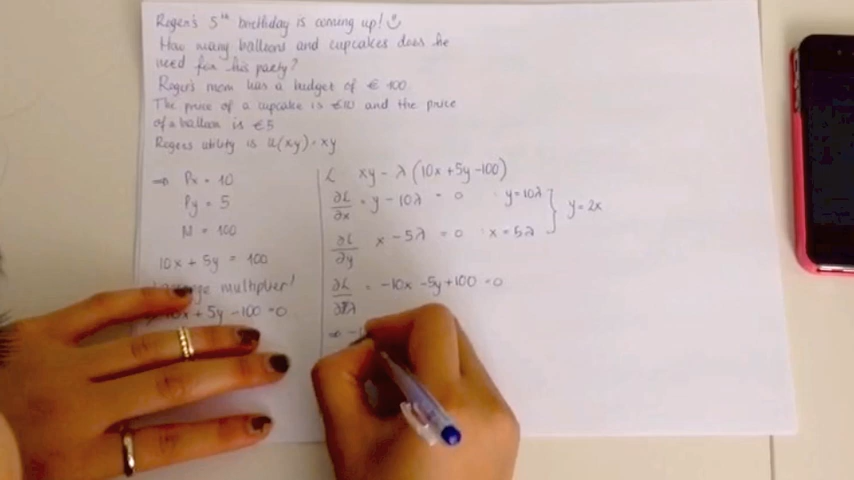 Roger's 5th birthday is coming up!
How many balloons and cupcakes does he
need for his party?
Roger's mom has a budget of € 100.
The price of a cupcake is €10 and the price
of a balloon is €5
Rogers utility is U(xy) = xy
⇒ Px = 10
Py = 5
N = 100
10x + 5y = 100
multiplier!
10x + 5y - 100 = 0
L xy - λ (10x + 5y - 100)
∂L/∂x = y - 10λ = 0 : y = 10λ
y = 2x
∂L/∂y x - 5λ = 0 : x = 5λ
∂L/∂λ = -10x - 5y + 100 = 0
⇒ -1